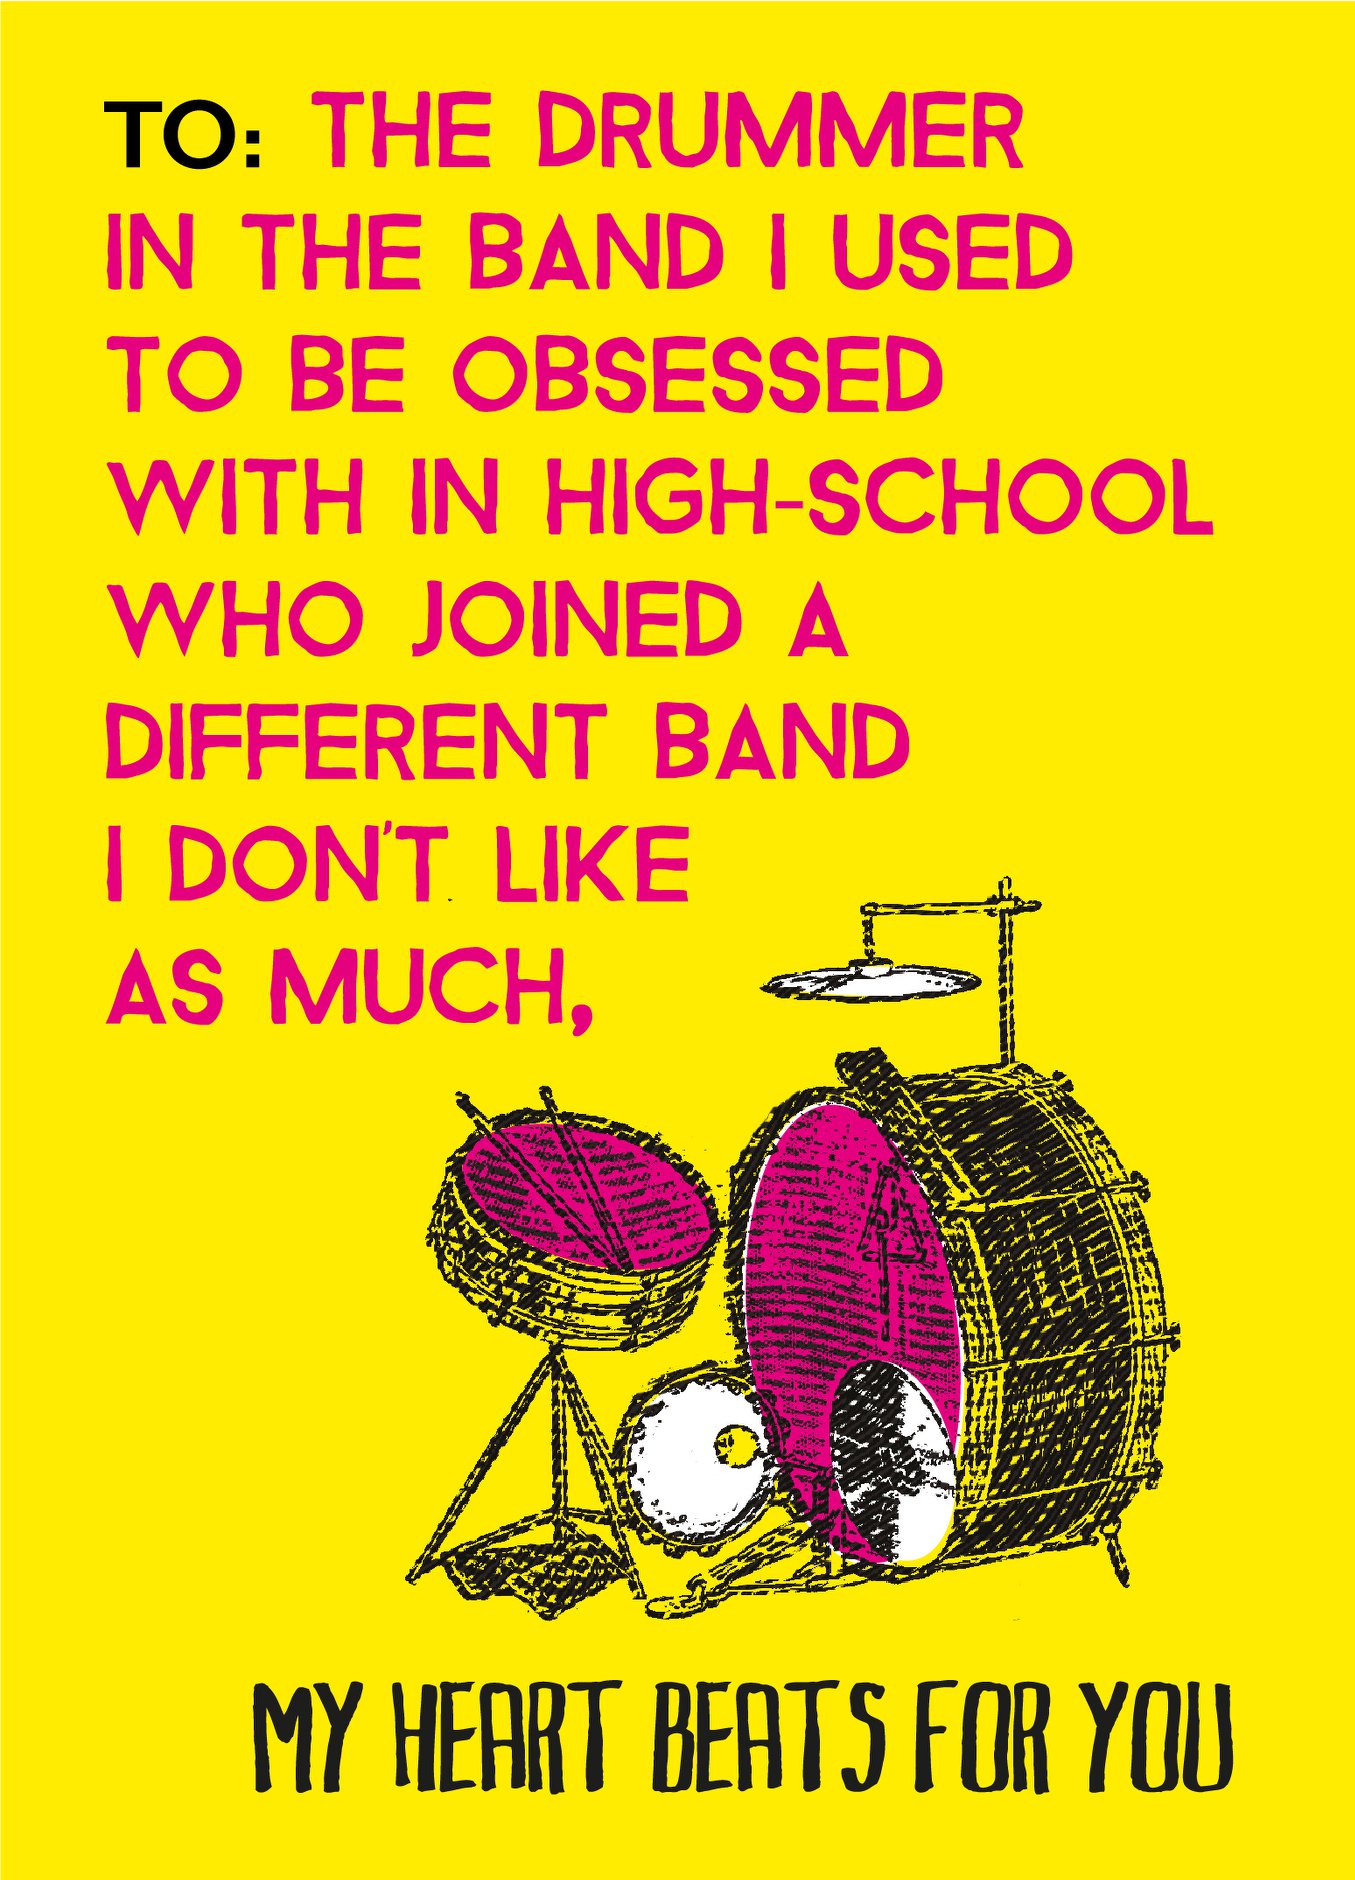 TO: THE DRUMMER
IN THE BAND I USED
TO BE OBSESSED
WITH IN HIGH-SCHOOL
WHO JOINED A
DIFFERENT BAND
I DON'T LIKE
AS MUCH,
MY HEART BEATS FOR YOU